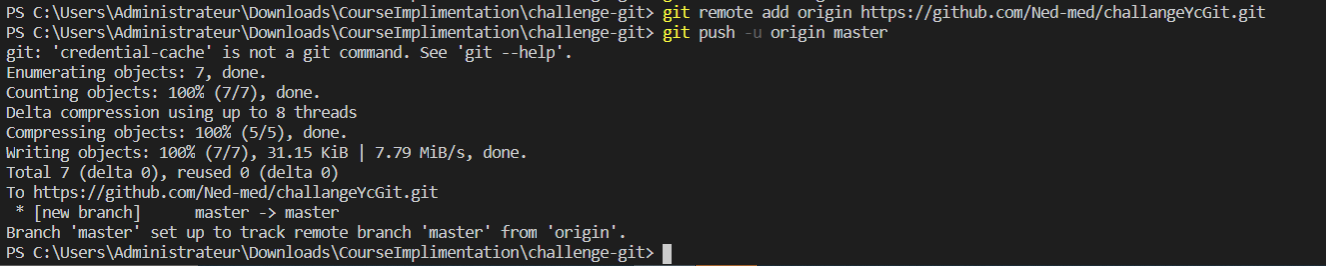 PS C:\Users\Administrateur\Downloads\CourseImplimentation\challenge-git> git remote add origin https://github.com/Ned-med/challangeYcGit.git
PS C:\Users\Administrateur\Downloads\CourseImplimentation\challenge-git> git push -u origin master
git: 'credential-cache' is not a git command. See 'git --help'.
Enumerating objects: 7, done.
Counting objects: 100% (7/7), done.
Delta compression using up to 8 threads
Compressing objects: 100% (5/5), done.
Writing objects: 100% (7/7), 31.15 KiB | 7.79 MiB/s, done.
Total 7 (delta 0), reused 0 (delta 0)
To https://github.com/Ned-med/challangeYcGit.git
 * [new branch]      master -> master
Branch 'master' set up to track remote branch 'master' from 'origin'.
PS C:\Users\Administrateur\Downloads\CourseImplimentation\challenge-git>